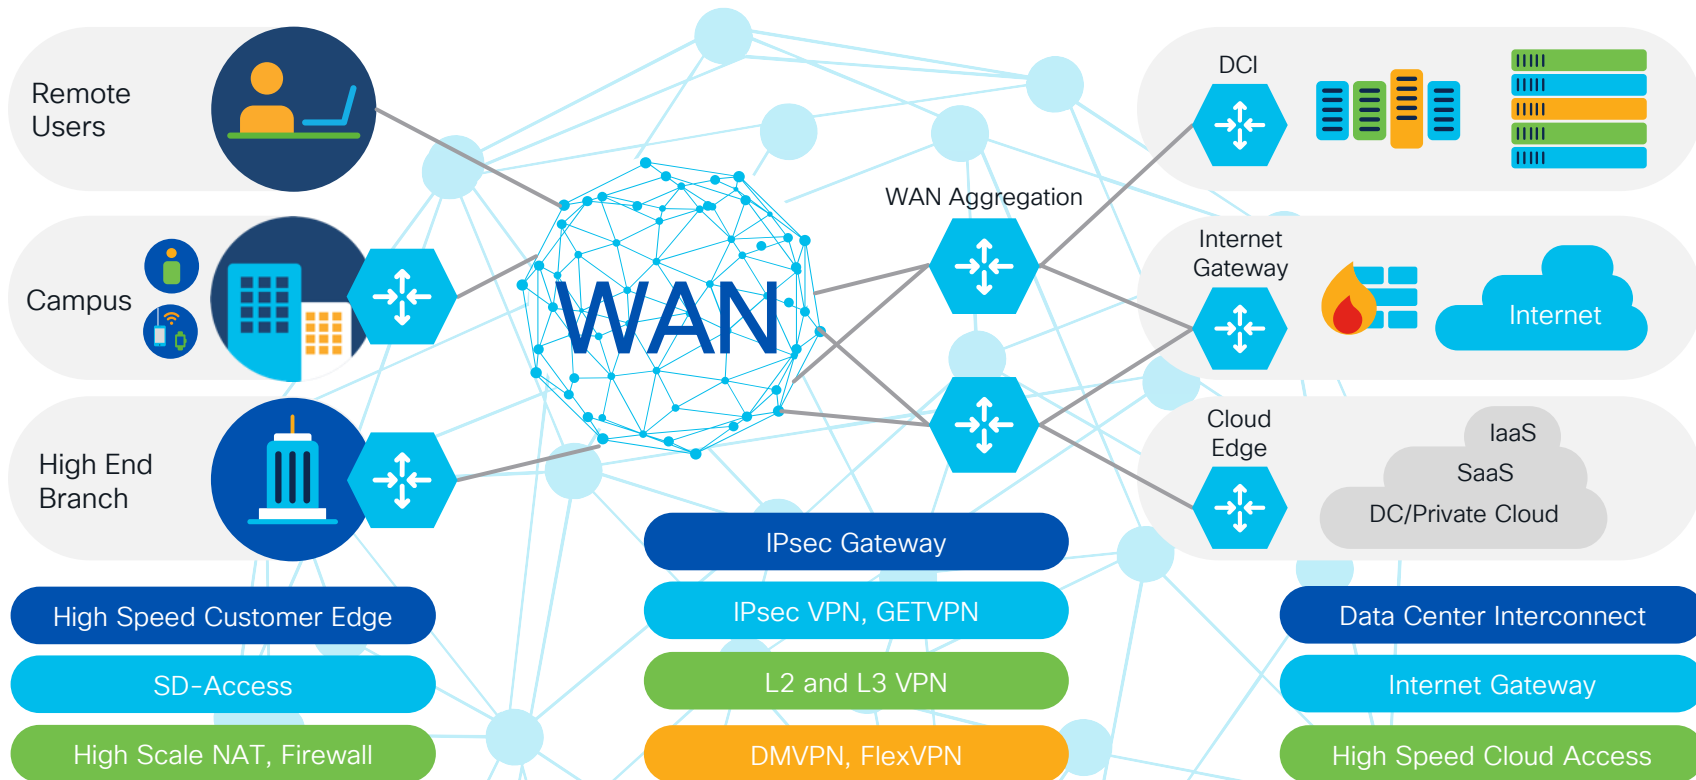 Remote
Users
Campus
High End
Branch
WAN
WAN Aggregation
DCI
Internet
Gateway
Internet
Cloud
Edge
IaaS
SaaS
DC/Private Cloud
High Speed Customer Edge
SD-Access
High Scale NAT, Firewall
IPsec Gateway
IPsec VPN, GETVPN
L2 and L3 VPN
DMVPN, FlexVPN
Data Center Interconnect
Internet Gateway
High Speed Cloud Access